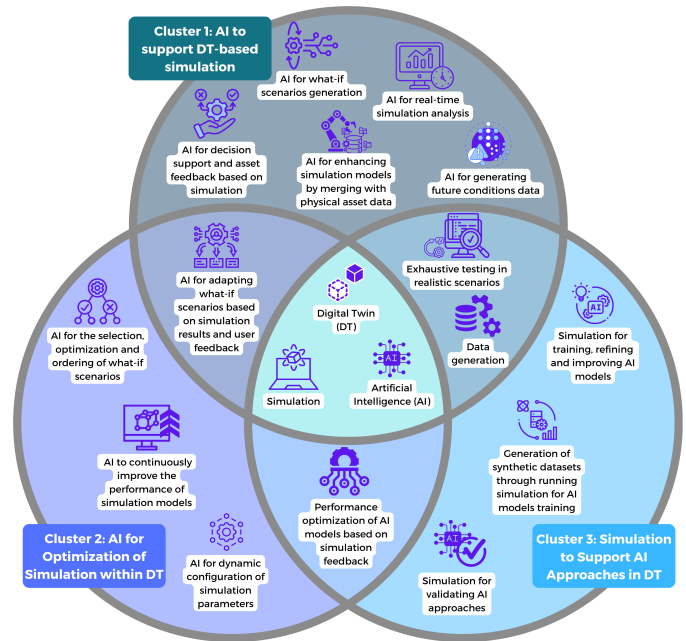 Cluster 1: AI to
support DT-based
simulation
AI for what-if
scenarios generation
AI for real-time
simulation analysis
AI for decision
support and asset
feedback based on
simulation
AI for enhancing
simulation models
by merging with
physical asset data
AI for generating
future conditions data
AI for adapting
what-if
scenarios based
on simulation
results and user
feedback
Exhaustive testing in
realistic scenarios
Data
generation
Digital Twin
(DT)
Simulation
AI
Artificial
Intelligence (AI)
AI for the selection,
optimization and
ordering of what-if
scenarios
AI to continuously
improve the
performance of
simulation models
AI for dynamic
configuration of
simulation
parameters
Cluster 2: AI for
Optimization of
Simulation within DT
Performance
optimization of AI
models based on
simulation
feedback
AI
Simulation for
training, refining
and improving AI
models
Generation of
synthetic datasets
through running
simulation for AI
models training
AI
Simulation for
validating AI
approaches
Cluster 3: Simulation
to Support AI
Approaches in DT